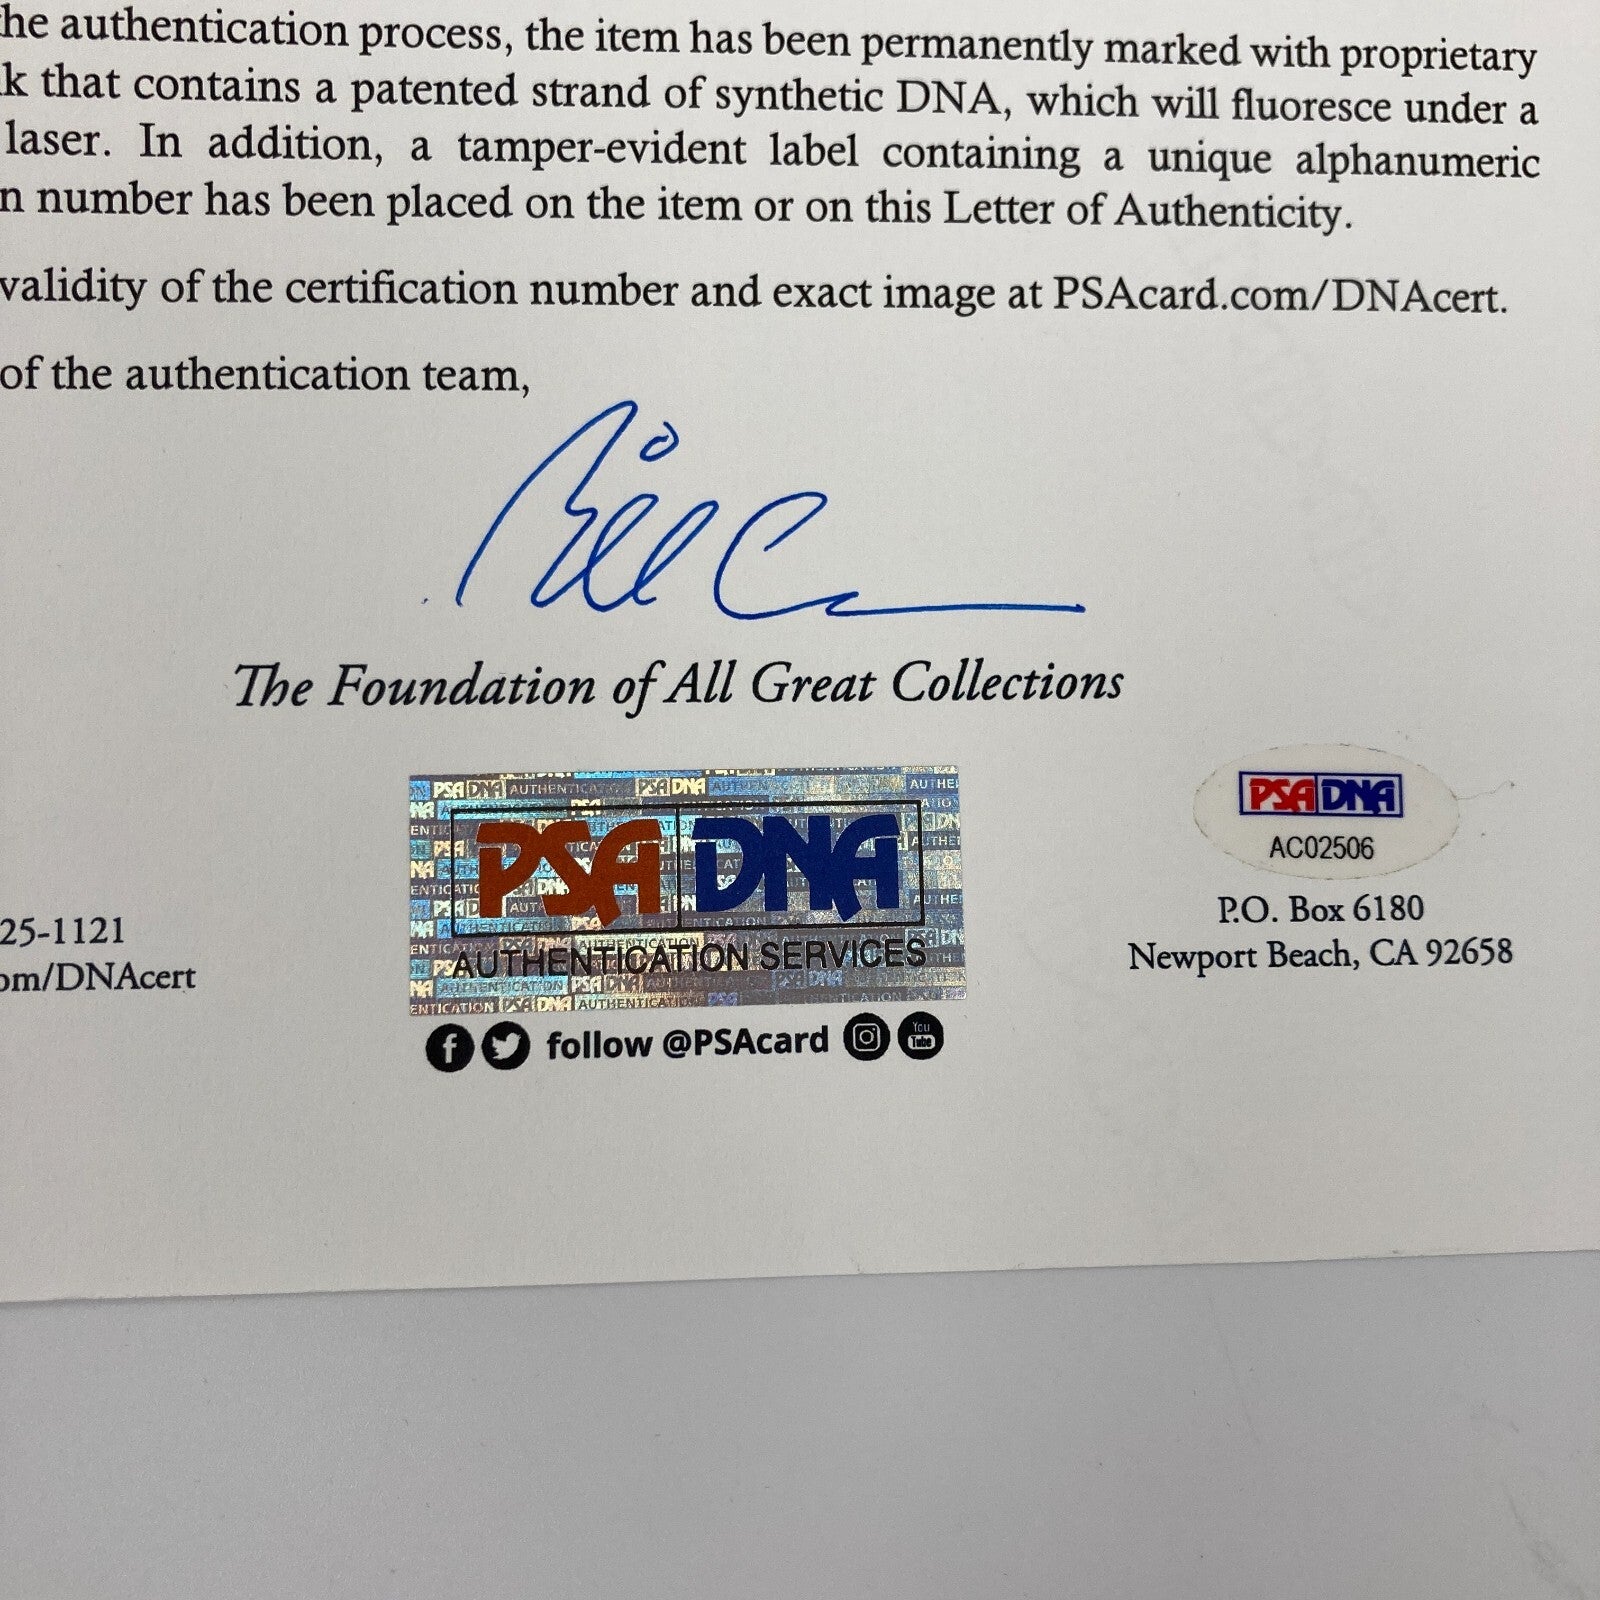 he authentication process, the item has been permanently marked with proprietary
k that contains a patented strand of synthetic DNA, which will fluoresce under a
laser. In addition, a tamper-evident label containing a unique alphanumeric
n number has been placed on the item or on this Letter of Authenticity.
validity of the certification number and exact image at PSAcard.com/DNAcert.
of the authentication team,
Bill C
The Foundation of All Great Collections
PSA DNA
AUTHENTICATION SERVICES
PSA DNA
AC02506
25-1121
om/DNAcert
P.O. Box 6180
Newport Beach, CA 92658
follow @PSAcard
You Tube